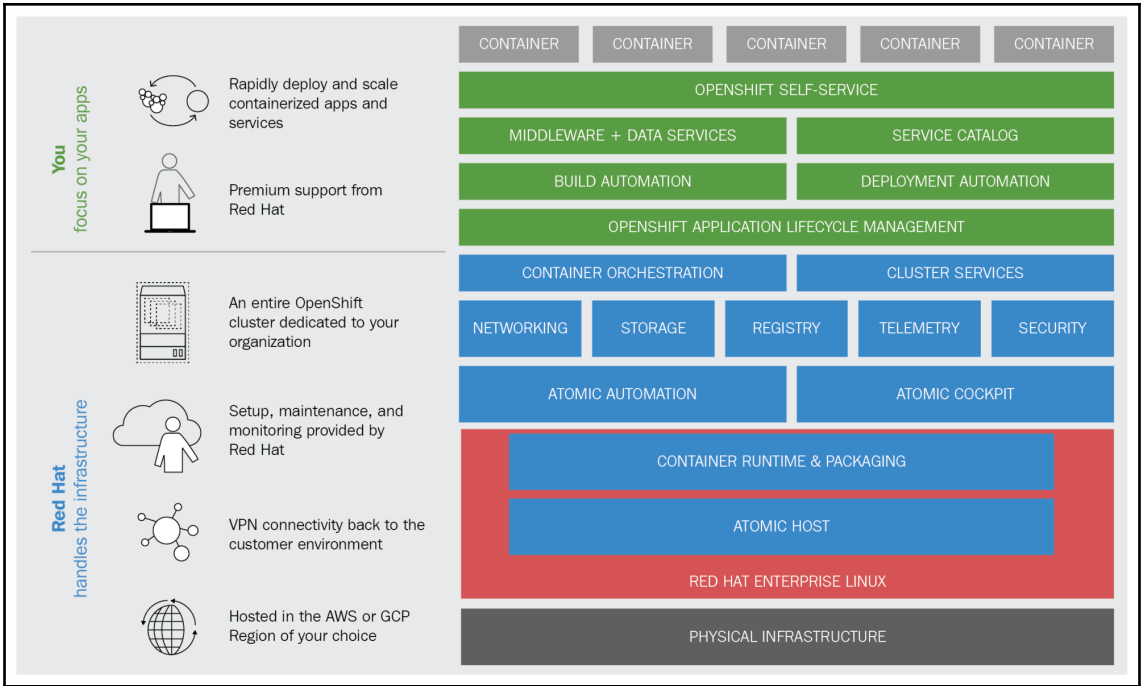 You
focus on your apps
Rapidly deploy and scale
containerized apps and
services
Premium support from
Red Hat
Red Hat
handles the infrastructure
An entire OpenShift
cluster dedicated to your
organization
Setup, maintenance, and
monitoring provided by
Red Hat
VPN connectivity back to the
customer environment
Hosted in the AWS or GCP
Region of your choice
CONTAINER
CONTAINER
CONTAINER
CONTAINER
CONTAINER
OPENSHIFT SELF-SERVICE
MIDDLEWARE + DATA SERVICES
SERVICE CATALOG
BUILD AUTOMATION
DEPLOYMENT AUTOMATION
OPENSHIFT APPLICATION LIFECYCLE MANAGEMENT
CONTAINER ORCHESTRATION
CLUSTER SERVICES
NETWORKING
STORAGE
REGISTRY
TELEMETRY
SECURITY
ATOMIC AUTOMATION
ATOMIC COCKPIT
CONTAINER RUNTIME & PACKAGING
ATOMIC HOST
RED HAT ENTERPRISE LINUX
PHYSICAL INFRASTRUCTURE